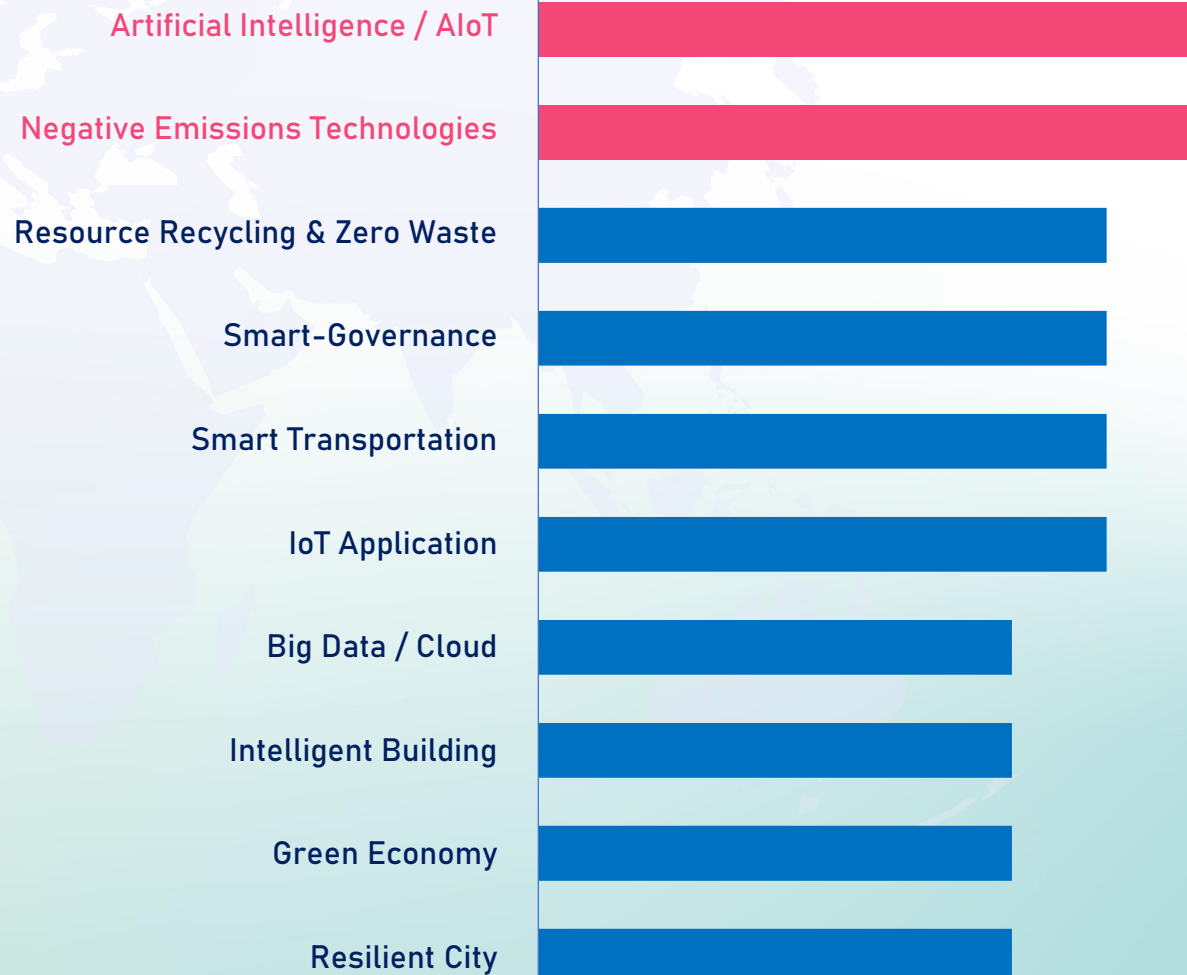 Artificial Intelligence / AIoT
Negative Emissions Technologies
Resource Recycling & Zero Waste
Smart-Governance
Smart Transportation
IoT Application
Big Data / Cloud
Intelligent Building
Green Economy
Resilient City